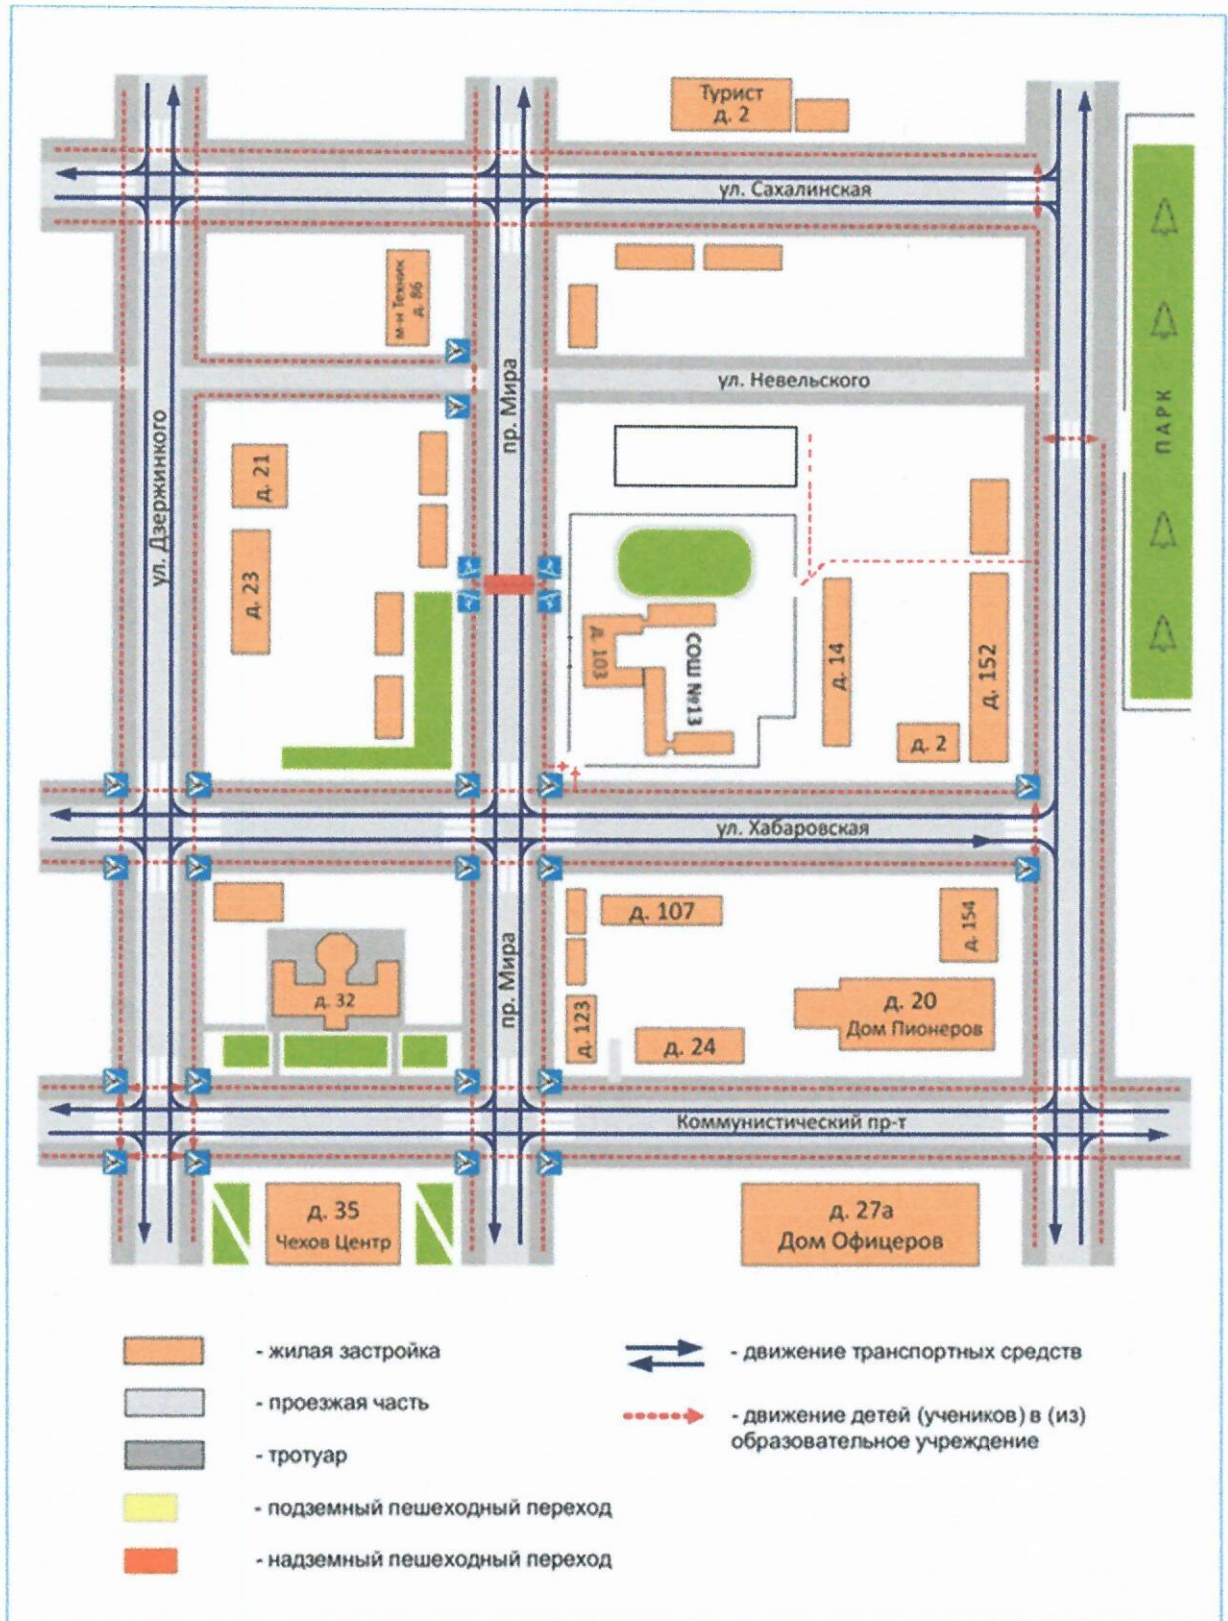 Турист
д. 2
ул. Сахалинская
м-н Техник
д. 86
ул. Невельского
пр. Мира
ул. Дзержинкого
ПАРК
д. 21
д. 23
д. 103
СОШ №13
д. 14
д. 152
д. 2
ул. Хабаровская
д. 107
д. 154
д. 32
пр. Мира
д. 123
д. 24
д. 20
Дом Пионеров
Коммунистический пр-т
д. 35
Чехов Центр
д. 27а
Дом Офицеров
- жилая застройка
- проезжая часть
- тротуар
- подземный пешеходный переход
- надземный пешеходный переход
- движение транспортных средств
- движение детей (учеников) в (из)
образовательное учреждение